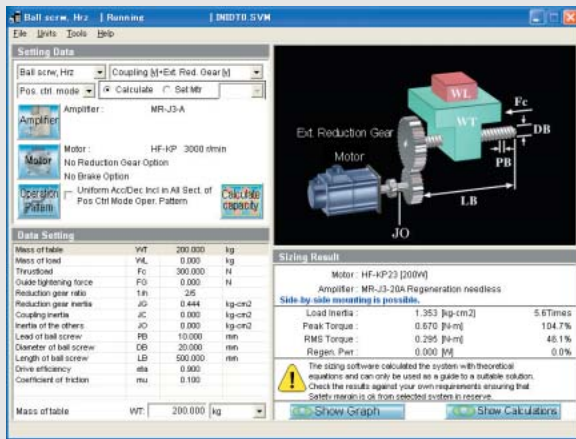 Ball scrw, Hrz | Running | [INIDT0.SVM
File Units Tools Help
Setting Data
Ball scrw, Hrz Coupling [y]+Ext. Red. Gear [y]
Pos. ctrl. mode Calculate Set Mtr
Amplifier
Amplifier : MR-J3-A
Motor
Motor : HF-KP 3000 r/min
No Reduction Gear Option
No Brake Option
Operation Pattern
Uniform Acc/Dec Incl in All Sect. of
Pos Ctrl Mode Oper. Pattern
Calculate capacity
WL
WT
Fc
DB
PB
LB
Ext. Reduction Gear
Motor
JO
Data Setting
Mass of table WT 200.000 kg
Mass of load WL 0.000 kg
Thrust load Fc 300.000 N
Guide tightening force FG 0.000 N
Reduction gear ratio 1/n 2/5
Reduction gear inertia JG 0.444 kg-cm2
Coupling inertia JC 0.000 kg-cm2
Inertia of the others JO 0.000 kg-cm2
Lead of ball screw PB 10.000 mm
Diameter of ball screw DB 20.000 mm
Length of ball screw LB 500.000 mm
Drive efficiency eta 0.900
Coefficient of friction mu 0.100
Mass of table WT: 200.000 kg
Sizing Result
Motor : HF-KP23 [200W]
Amplifier : MR-J3-20A Regeneration needless
Side-by-side mounting is possible.
Load Inertia : 1.353 [kg-cm2] 5.6Times
Peak Torque : 0.670 [N-m] 104.7%
RMS Torque : 0.295 [N-m] 46.1%
Regen. Pwr : 0.000 [W] 0.0%
The sizing software calculated the system with theoretical
equations and can only be used as a guide to a suitable solution.
Check the results against your own requirements ensuring that
Safety margin is ok from selected system in reserve.
Show Graph Show Calculations